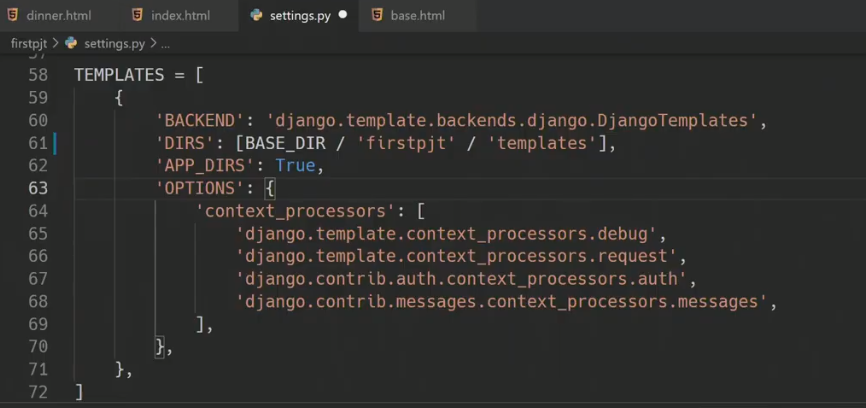 dinner.html index.html settings.py base.html
firstpjt > settings.py > ...
57
58 TEMPLATES = [
59     {
60         'BACKEND': 'django.template.backends.django.DjangoTemplates',
61         'DIRS': [BASE_DIR / 'firstpjt' / 'templates'],
62         'APP_DIRS': True,
63         'OPTIONS': {
64             'context_processors': [
65                 'django.template.context_processors.debug',
66                 'django.template.context_processors.request',
67                 'django.contrib.auth.context_processors.auth',
68                 'django.contrib.messages.context_processors.messages',
69             ],
70         },
71     },
72 ]